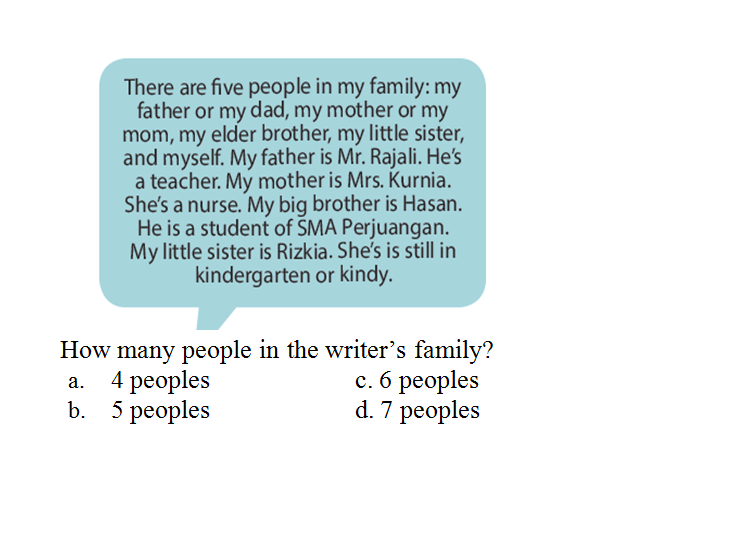 There are five people in my family: my
father or my dad, my mother or my
mom, my elder brother, my little sister,
and myself. My father is Mr. Rajali. He's
a teacher. My mother is Mrs. Kurnia.
She's a nurse. My big brother is Hasan.
He is a student of SMA Perjuangan.
My little sister is Rizkia. She's is still in
kindergarten or kindy.
How many people in the writer's family?
a. 4 peoples c. 6 peoples
b. 5 peoples d. 7 peoples